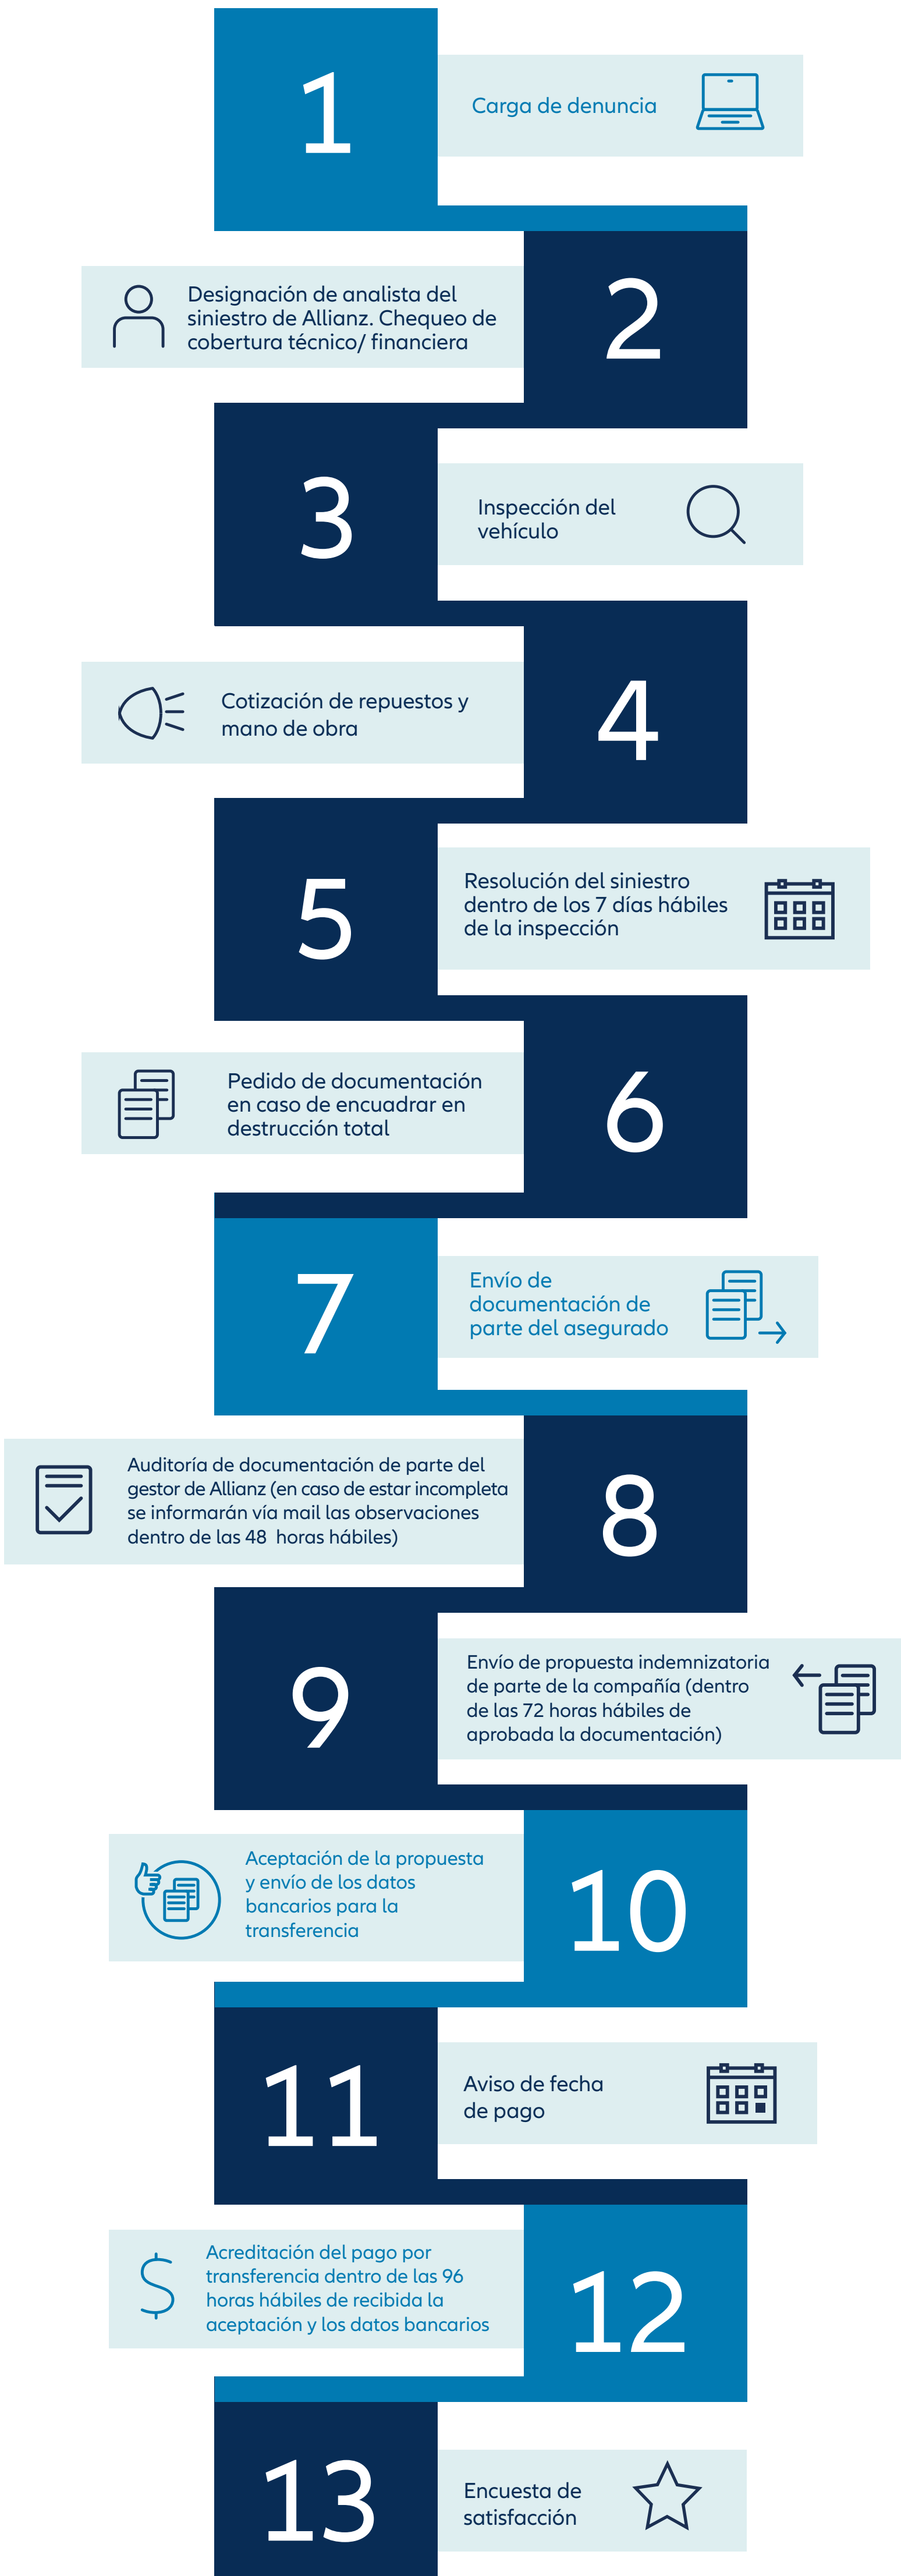 1
Carga de denuncia
2
Designación de analista del
siniestro de Allianz. Chequeo de
cobertura técnico/ financiera
3
Inspección del
vehículo
4
Cotización de repuestos y
mano de obra
5
Resolución del siniestro
dentro de los 7 días hábiles
de la inspección
6
Pedido de documentación
en caso de encuadrar en
destrucción total
7
Envío de
documentación de
parte del asegurado
8
Auditoría de documentación de parte del
gestor de Allianz (en caso de estar incompleta
se informarán vía mail las observaciones
dentro de las 48 horas hábiles)
9
Envío de propuesta indemnizatoria
de parte de la compañía (dentro
de las 72 horas hábiles de
aprobada la documentación)
10
Aceptación de la propuesta
y envío de los datos
bancarios para la
transferencia
11
Aviso de fecha
de pago
12
Acreditación del pago por
transferencia dentro de las 96
horas hábiles de recibida la
aceptación y los datos bancarios
13
Encuesta de
satisfacción